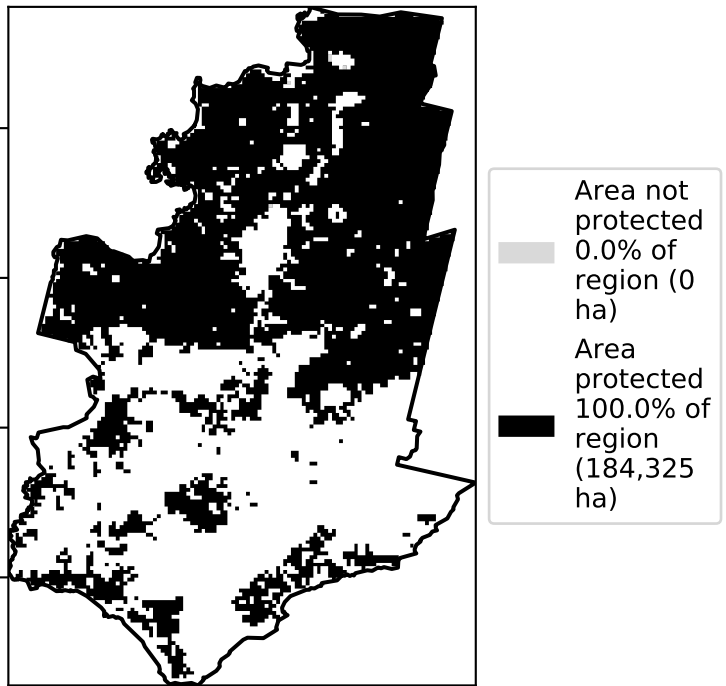 Area not
protected
0.0% of
region (0
ha)
Area
protected
100.0% of
region
(184,325
ha)